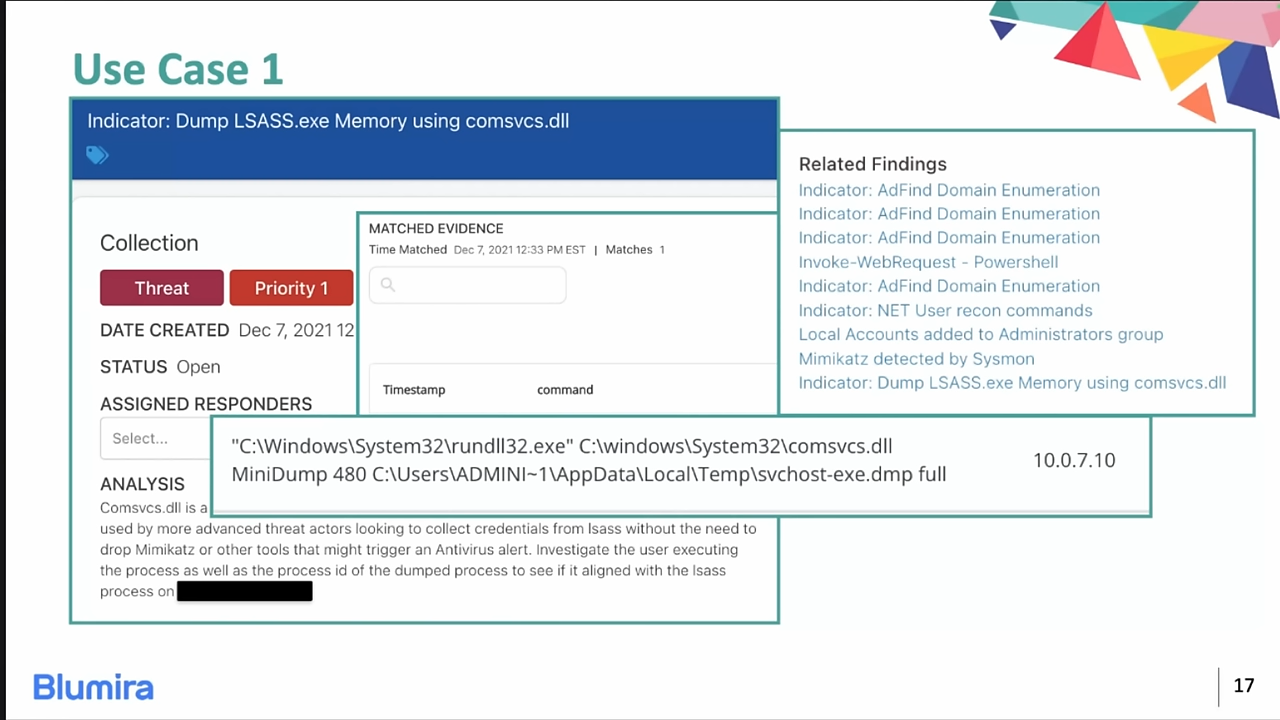 Use Case 1
Indicator: Dump LSASS.exe Memory using comsvcs.dll
Collection
Threat
Priority 1
DATE CREATED Dec 7, 2021 12
STATUS Open
ASSIGNED RESPONDERS
Select...
ANALYSIS
Comsvcs.dll is a
used by more advanced threat actors looking to collect credentials from lsass without the need to
drop Mimikatz or other tools that might trigger an Antivirus alert. Investigate the user executing
the process as well as the process id of the dumped process to see if it aligned with the lsass
process on
MATCHED EVIDENCE
Time Matched Dec 7, 2021 12:33 PM EST | Matches 1
Timestamp command
"C:\Windows\System32\rundll32.exe" C:\windows\System32\comsvcs.dll
MiniDump 480 C:\Users\ADMINI~1\AppData\Local\Temp\svchost-exe.dmp full
10.0.7.10
Related Findings
Indicator: AdFind Domain Enumeration
Indicator: AdFind Domain Enumeration
Indicator: AdFind Domain Enumeration
Invoke-WebRequest - Powershell
Indicator: AdFind Domain Enumeration
Indicator: NET User recon commands
Local Accounts added to Administrators group
Mimikatz detected by Sysmon
Indicator: Dump LSASS.exe Memory using comsvcs.dll
Blumira
17